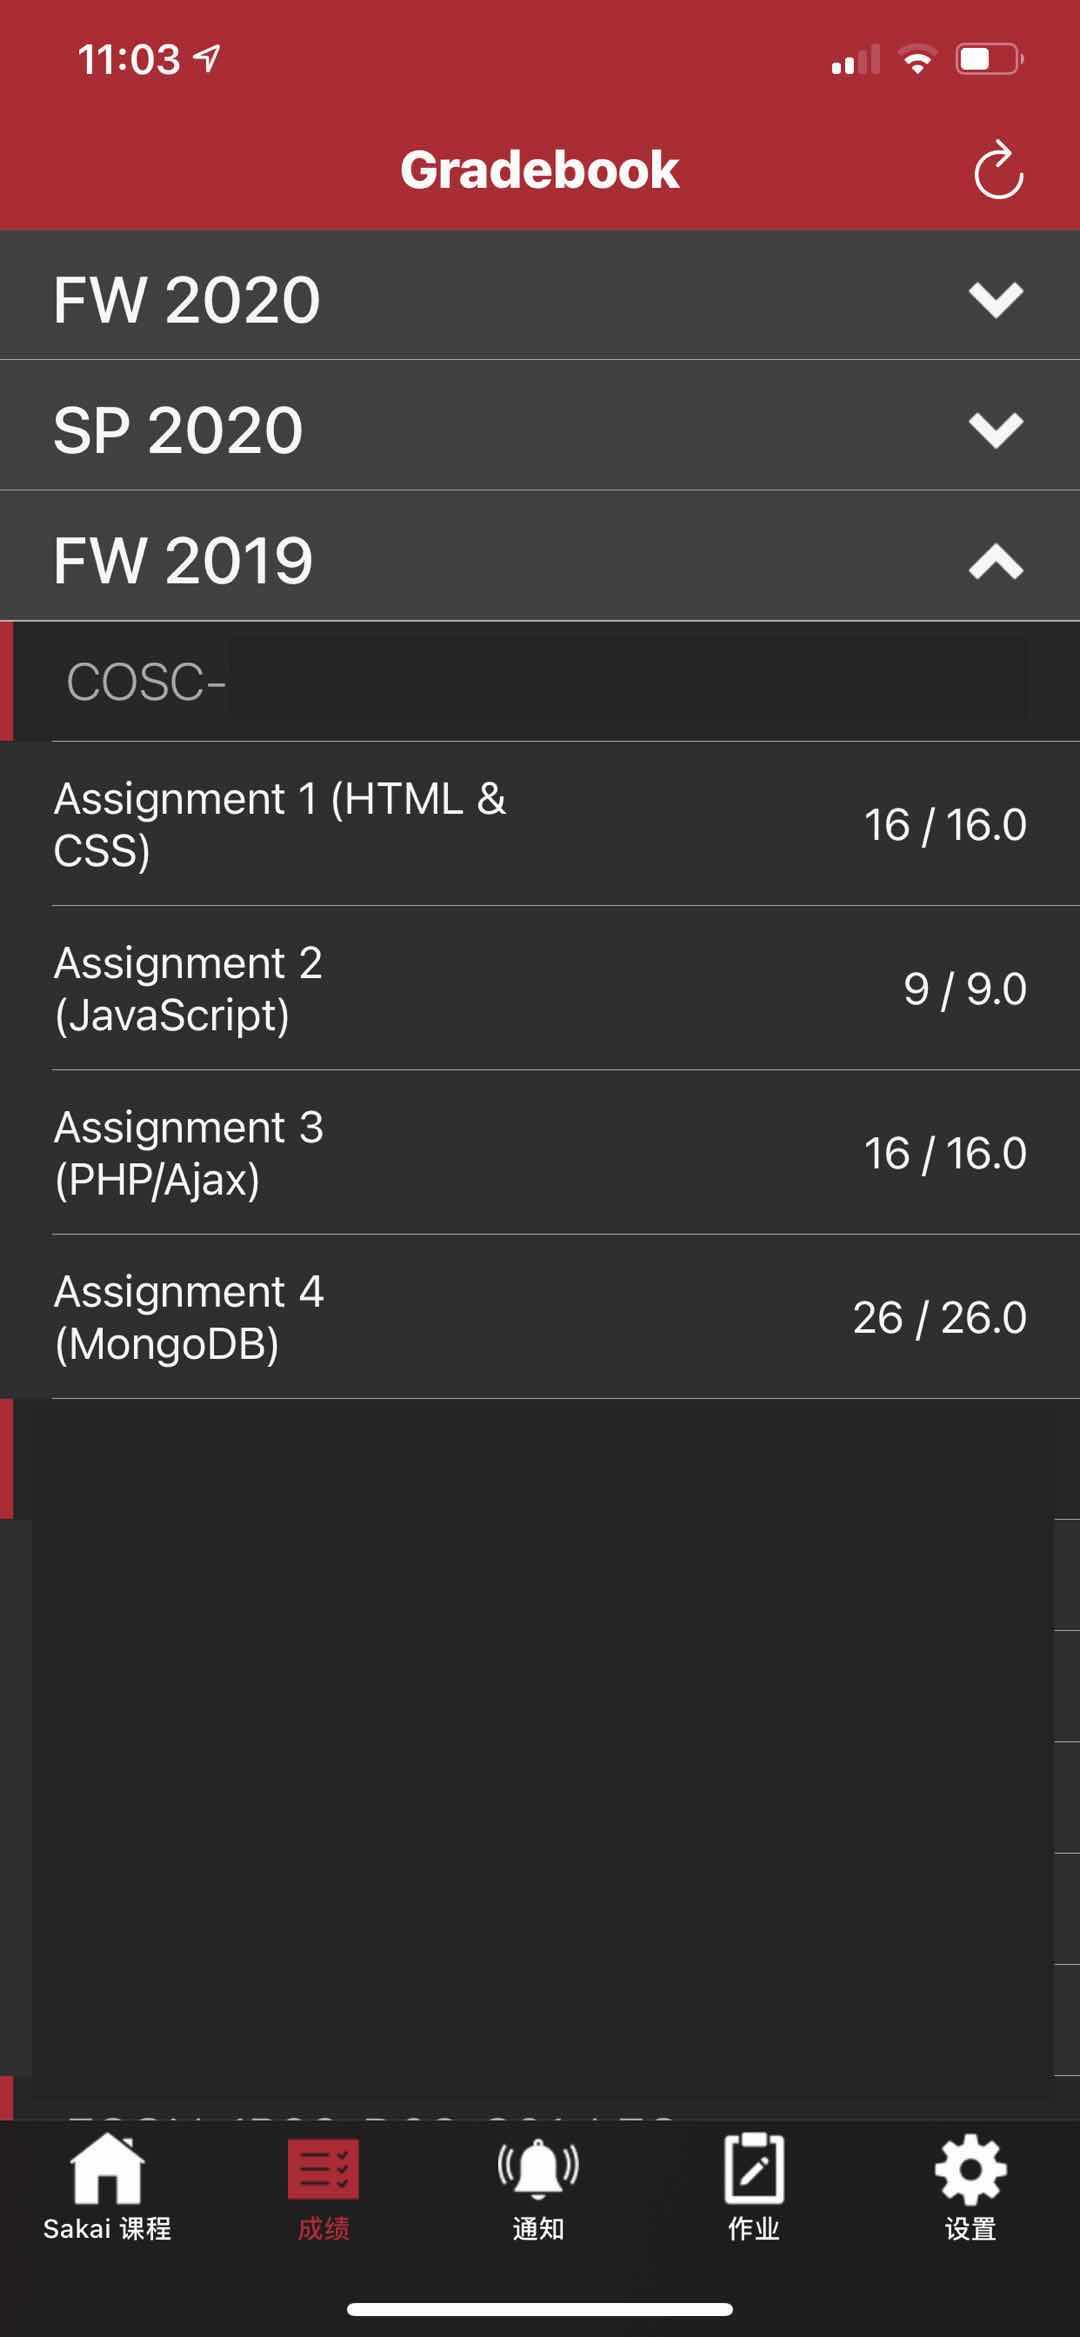 11:03
Gradebook
FW 2020
SP 2020
FW 2019
COSC-
Assignment 1 (HTML &
CSS)
16 / 16.0
Assignment 2
(JavaScript)
9 / 9.0
Assignment 3
(PHP/Ajax)
16 / 16.0
Assignment 4
(MongoDB)
26 / 26.0
Sakai 课程
成绩
通知
作业
设置